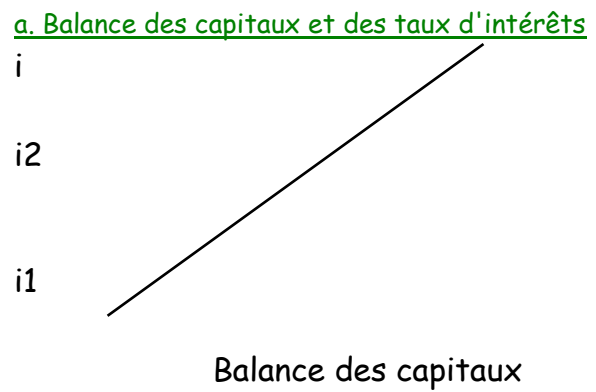 a. Balance des capitaux et des taux d'intérêts
i
i2
i1
Balance des capitaux